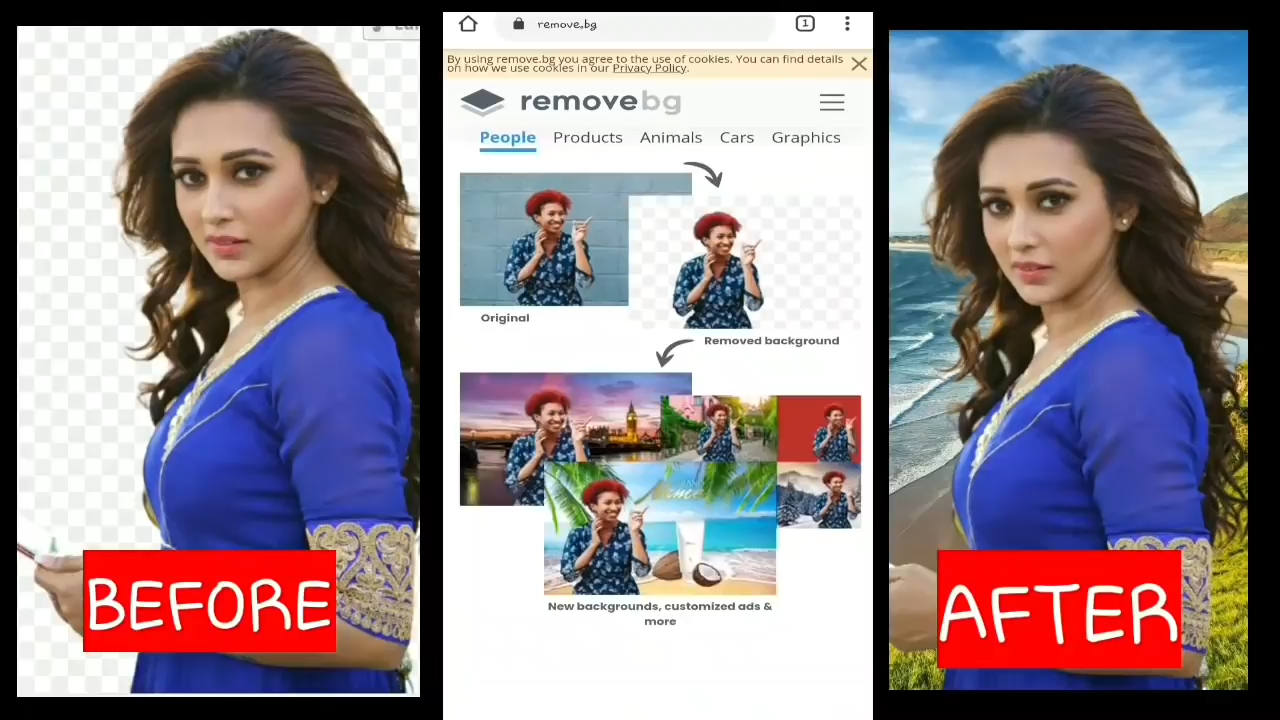 remove.bg
1
By using remove.bg you agree to the use of cookies. You can find details
on how we use cookies in our Privacy Policy.
removebg
People Products Animals Cars Graphics
Original
Removed background
New backgrounds, customized ads &
more
BEFORE
AFTER